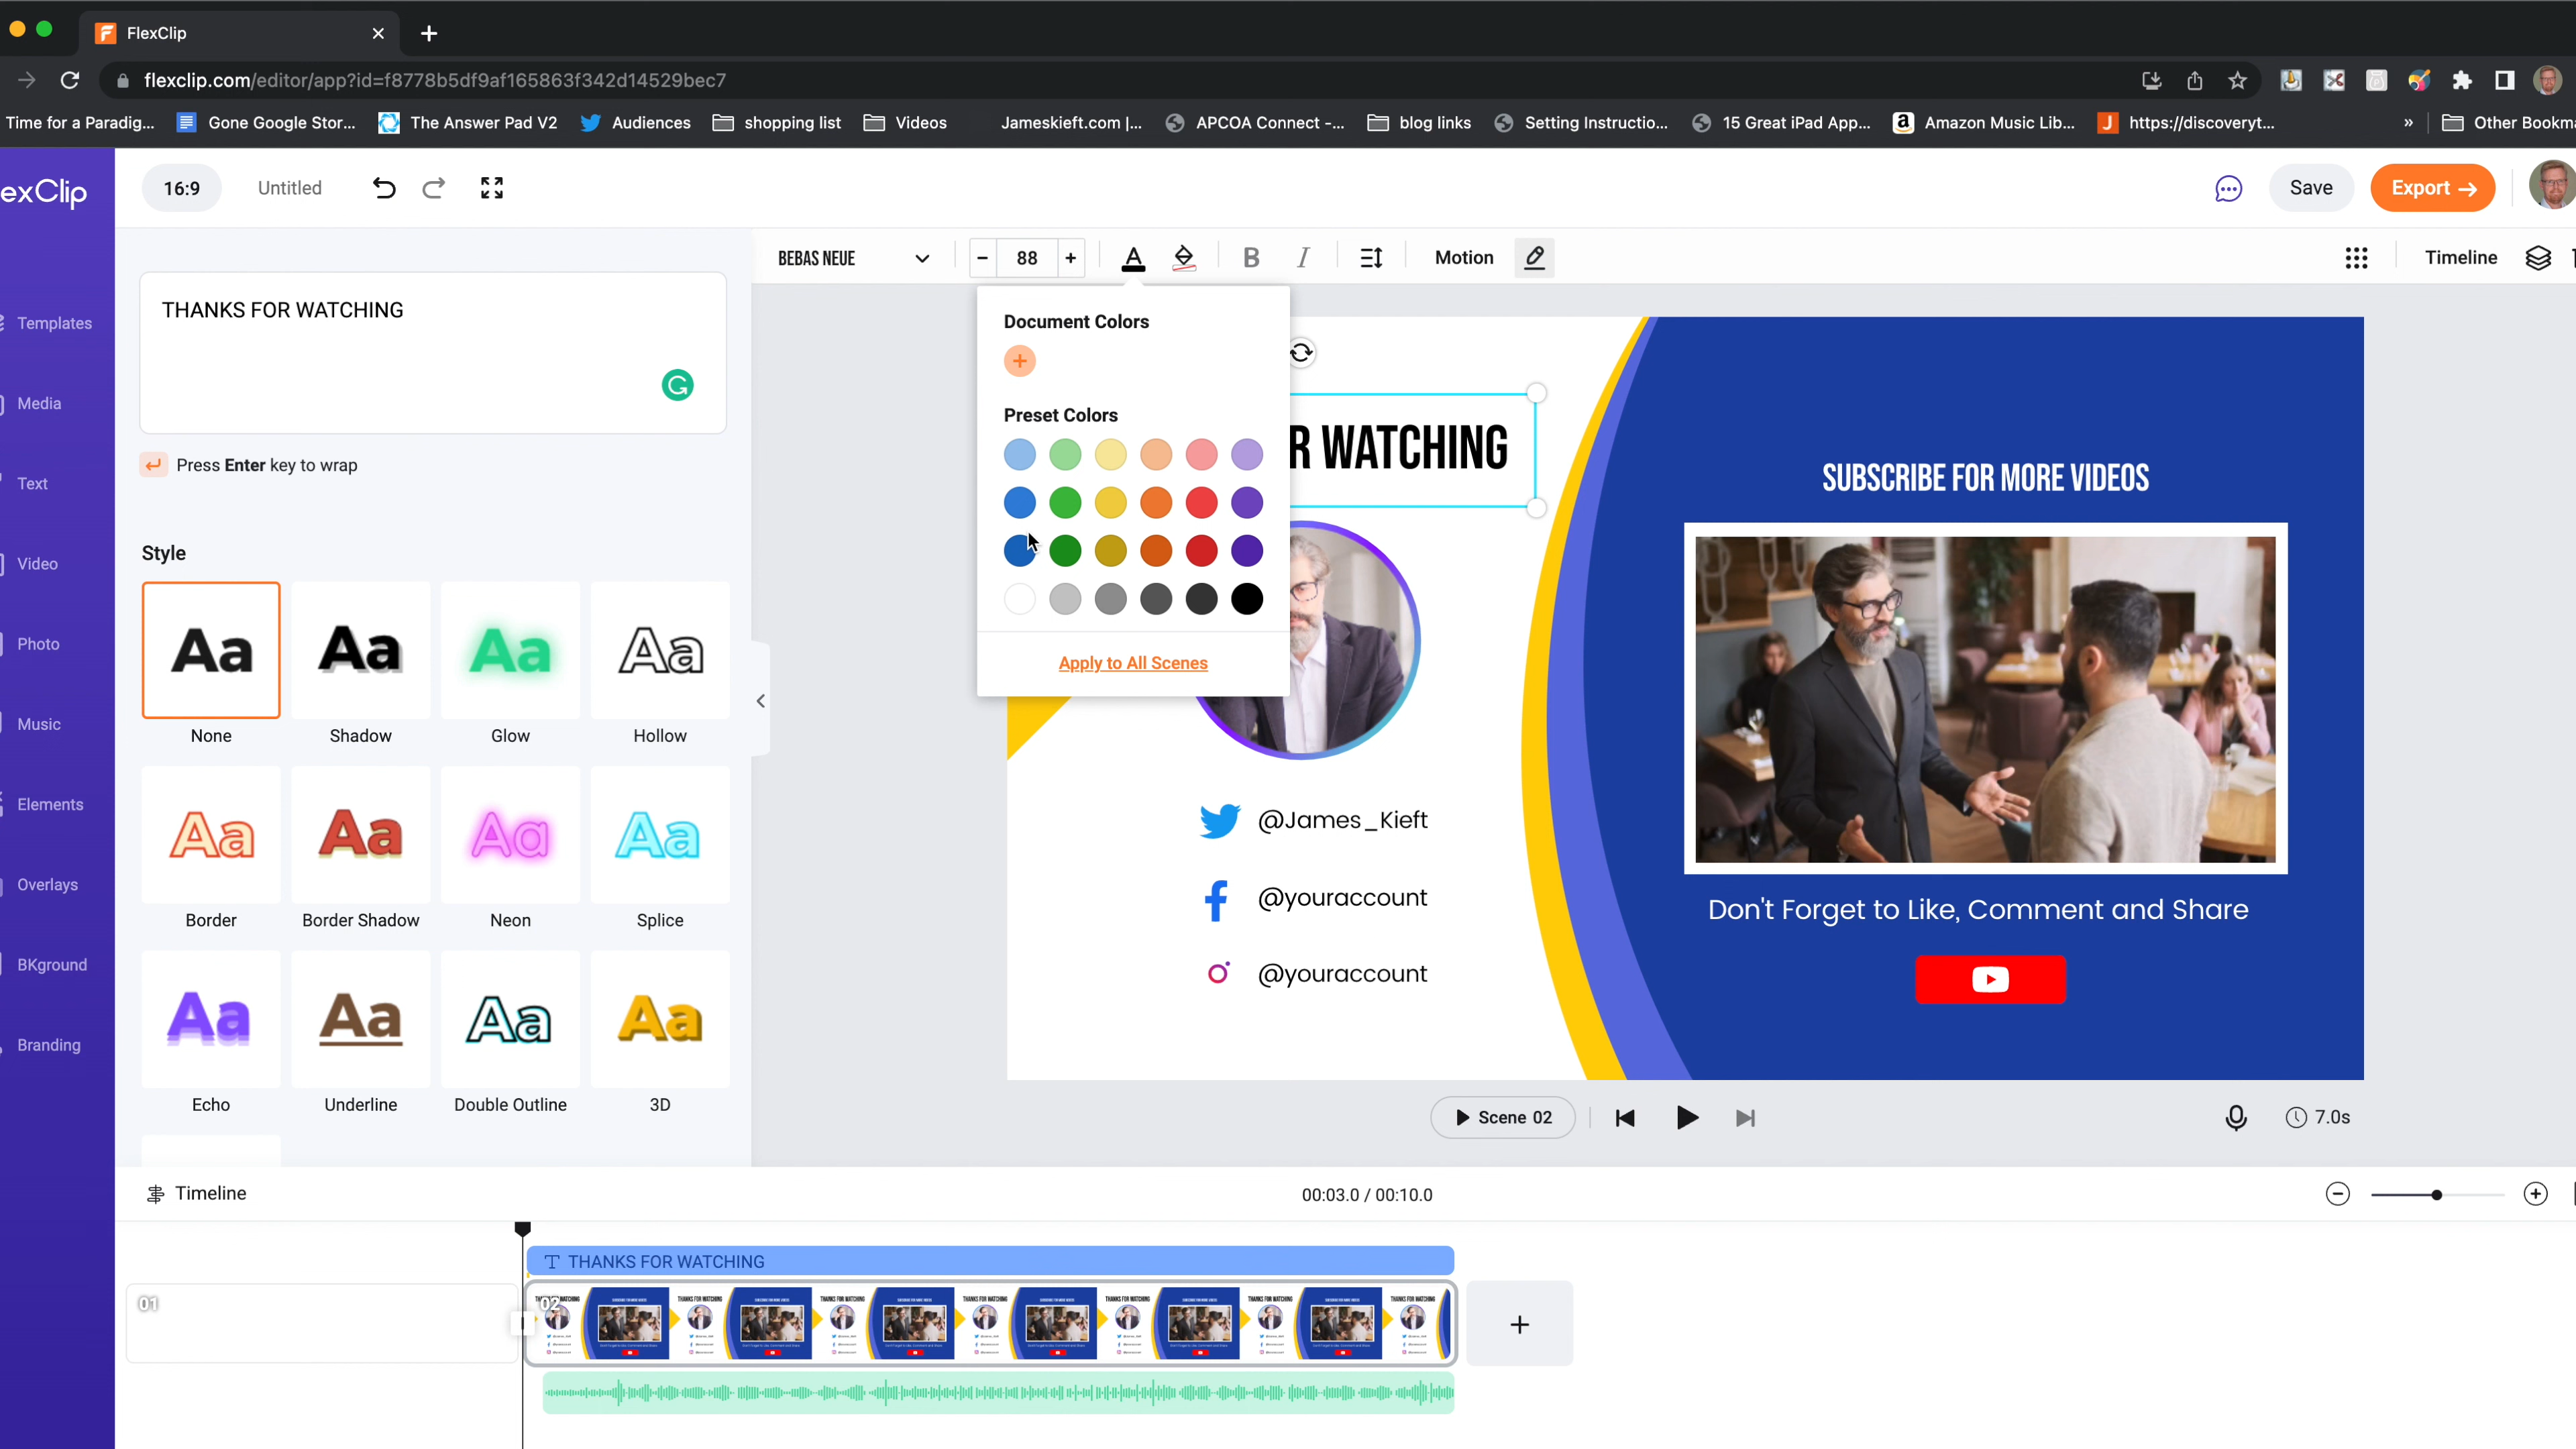 FlexClip
flexclip.com/editor/app?id=f8778b5df9af165863f342d14529bec7
Time for a Paradig... Gone Google Stor... The Answer Pad V2 Audiences shopping list Videos Jameskieft.com |... APCOA Connect -... blog links Setting Instructio... 15 Great iPad App... Amazon Music Lib... https://discoveryt... » Other Bookma
exClip
16:9 Untitled Save Export
BEBAS NEUE 88 A B I Motion Timeline
Templates
Media
Text
Video
Photo
Music
Elements
Overlays
BKground
Branding
THANKS FOR WATCHING
Press Enter key to wrap
Style
Aa Aa Aa Aa
None Shadow Glow Hollow
Aa Aa Aa Aa
Border Border Shadow Neon Splice
Aa Aa Aa Aa
Echo Underline Double Outline 3D
Document Colors
Preset Colors
Apply to All Scenes
R WATCHING
@James_Kieft
@youraccount
@youraccount
SUBSCRIBE FOR MORE VIDEOS
Don't Forget to Like, Comment and Share
Scene 02 7.0s
Timeline 00:03.0 / 00:10.0
THANKS FOR WATCHING
01 02